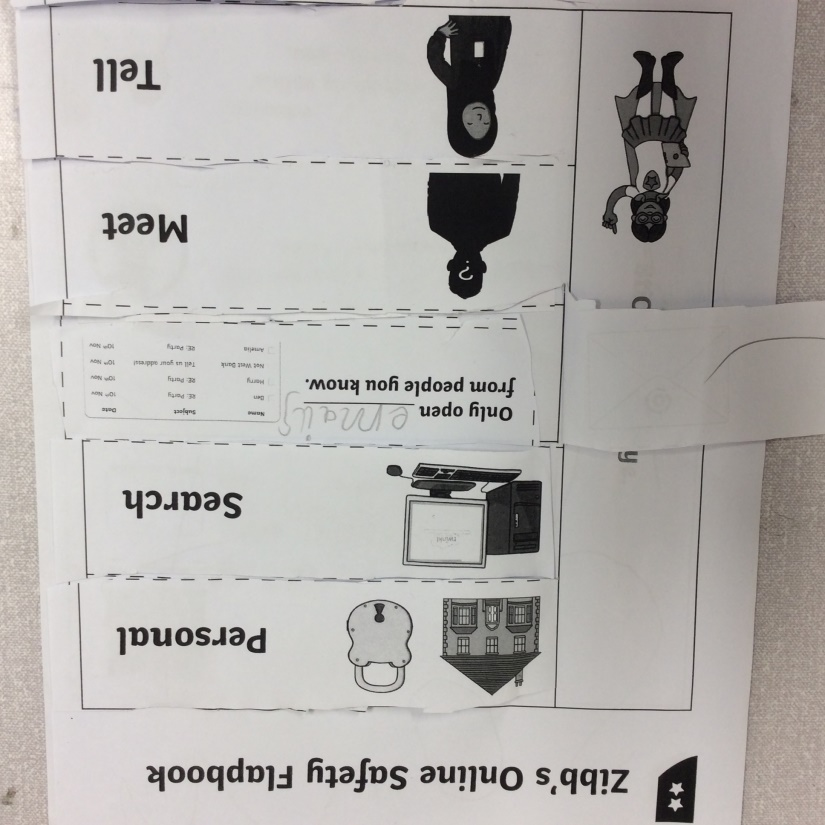 Zibb's Online Safety Flapbook
Personal
Search
twinkl
Only open emails
from people you know.
Name Subject Date
Ben RE: Party 10th Nov
Harry RE: Party 10th Nov
Not West Bank Tell us your address! 10th Nov
Amelia RE: Party 10th Nov
y
Meet
?
Tell